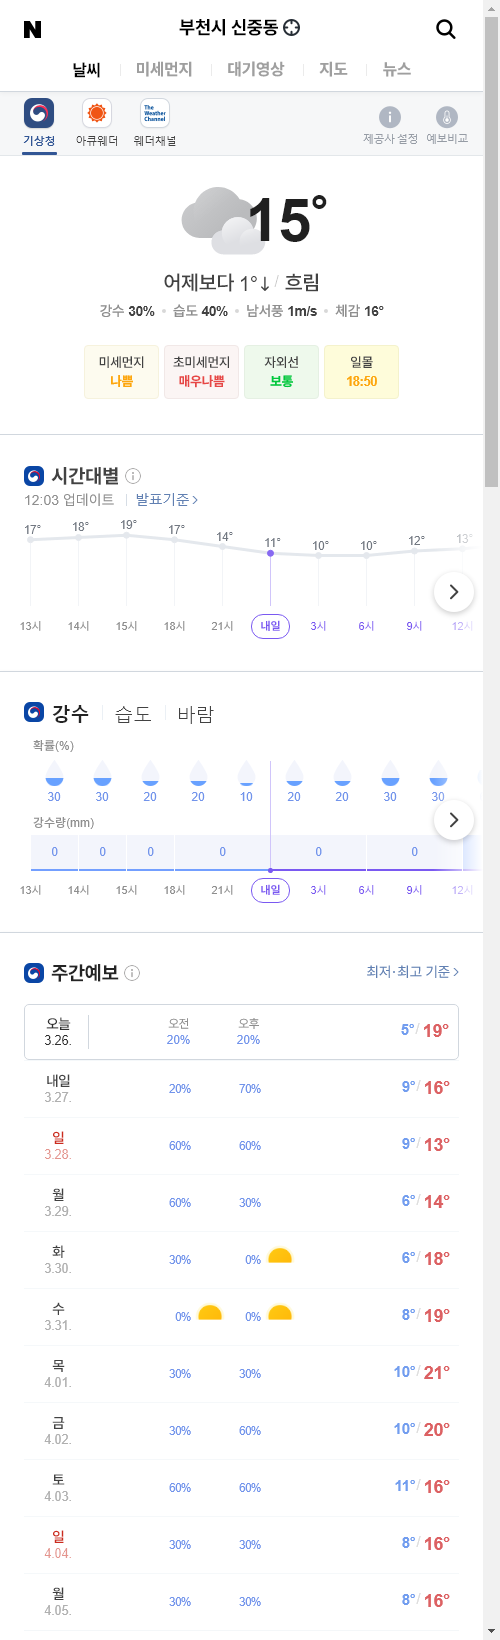 N
부천시 신중동
날씨 미세먼지 대기영상 지도 뉴스
The Weather Channel
기상청 아큐웨더 웨더채널 제공사 설정 예보비교
15°
어제보다 1°↓ / 흐림
강수 30% • 습도 40% • 남서풍 1m/s • 체감 16°
미세먼지 초미세먼지 자외선 일몰
나쁨 매우나쁨 보통 18:50
시간대별
12:03 업데이트 발표기준 >
17° 18° 19° 17° 14° 11° 10° 10° 12° 13°
13시 14시 15시 18시 21시 내일 3시 6시 9시 12시
강수 습도 바람
확률(%)
30 30 20 20 10 20 20 30 30
강수량(mm)
0 0 0 0 0 0
13시 14시 15시 18시 21시 내일 3시 6시 9시 12시
주간예보 최저·최고 기준 >
오늘 3.26. 오전 20% 오후 20% 5° / 19°
내일 3.27. 20% 70% 9° / 16°
일 3.28. 60% 60% 9° / 13°
월 3.29. 60% 30% 6° / 14°
화 3.30. 30% 0% 6° / 18°
수 3.31. 0% 0% 8° / 19°
목 4.01. 30% 30% 10° / 21°
금 4.02. 30% 60% 10° / 20°
토 4.03. 60% 60% 11° / 16°
일 4.04. 30% 30% 8° / 16°
월 4.05. 30% 30% 8° / 16°